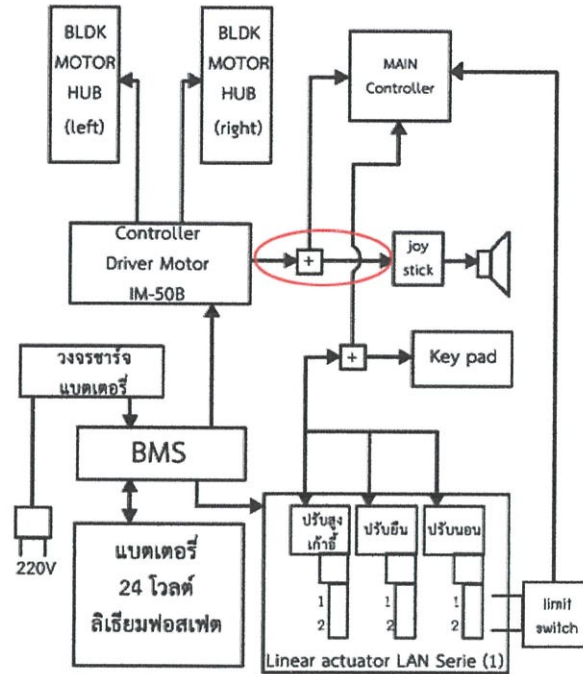 BLDK
MOTOR
HUB
(left)
BLDK
MOTOR
HUB
(right)
MAIN
Controller
Controller
Driver Motor
IM-50B
+
joy
stick
วงจรชาร์จ
แบตเตอรี่
+
Key pad
BMS
220V
แบตเตอรี่
24 โวลต์
ลิเธียมฟอสเฟต
ปรับสูง
เก้าอี้
ปรับยืน
ปรับนอน
1
2
1
2
1
2
limit
switch
Linear actuator LAN Serie (1)